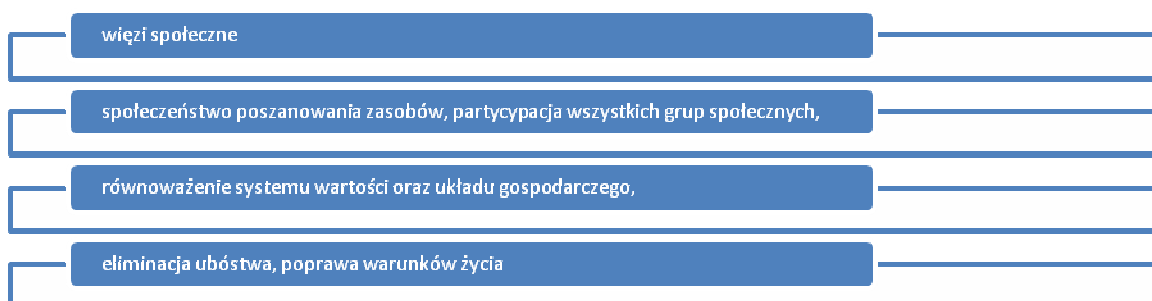 więzi społeczne
społeczeństwo poszanowania zasobów, partycypacja wszystkich grup społecznych,
równoważenie systemu wartości oraz układu gospodarczego,
eliminacja ubóstwa, poprawa warunków życia